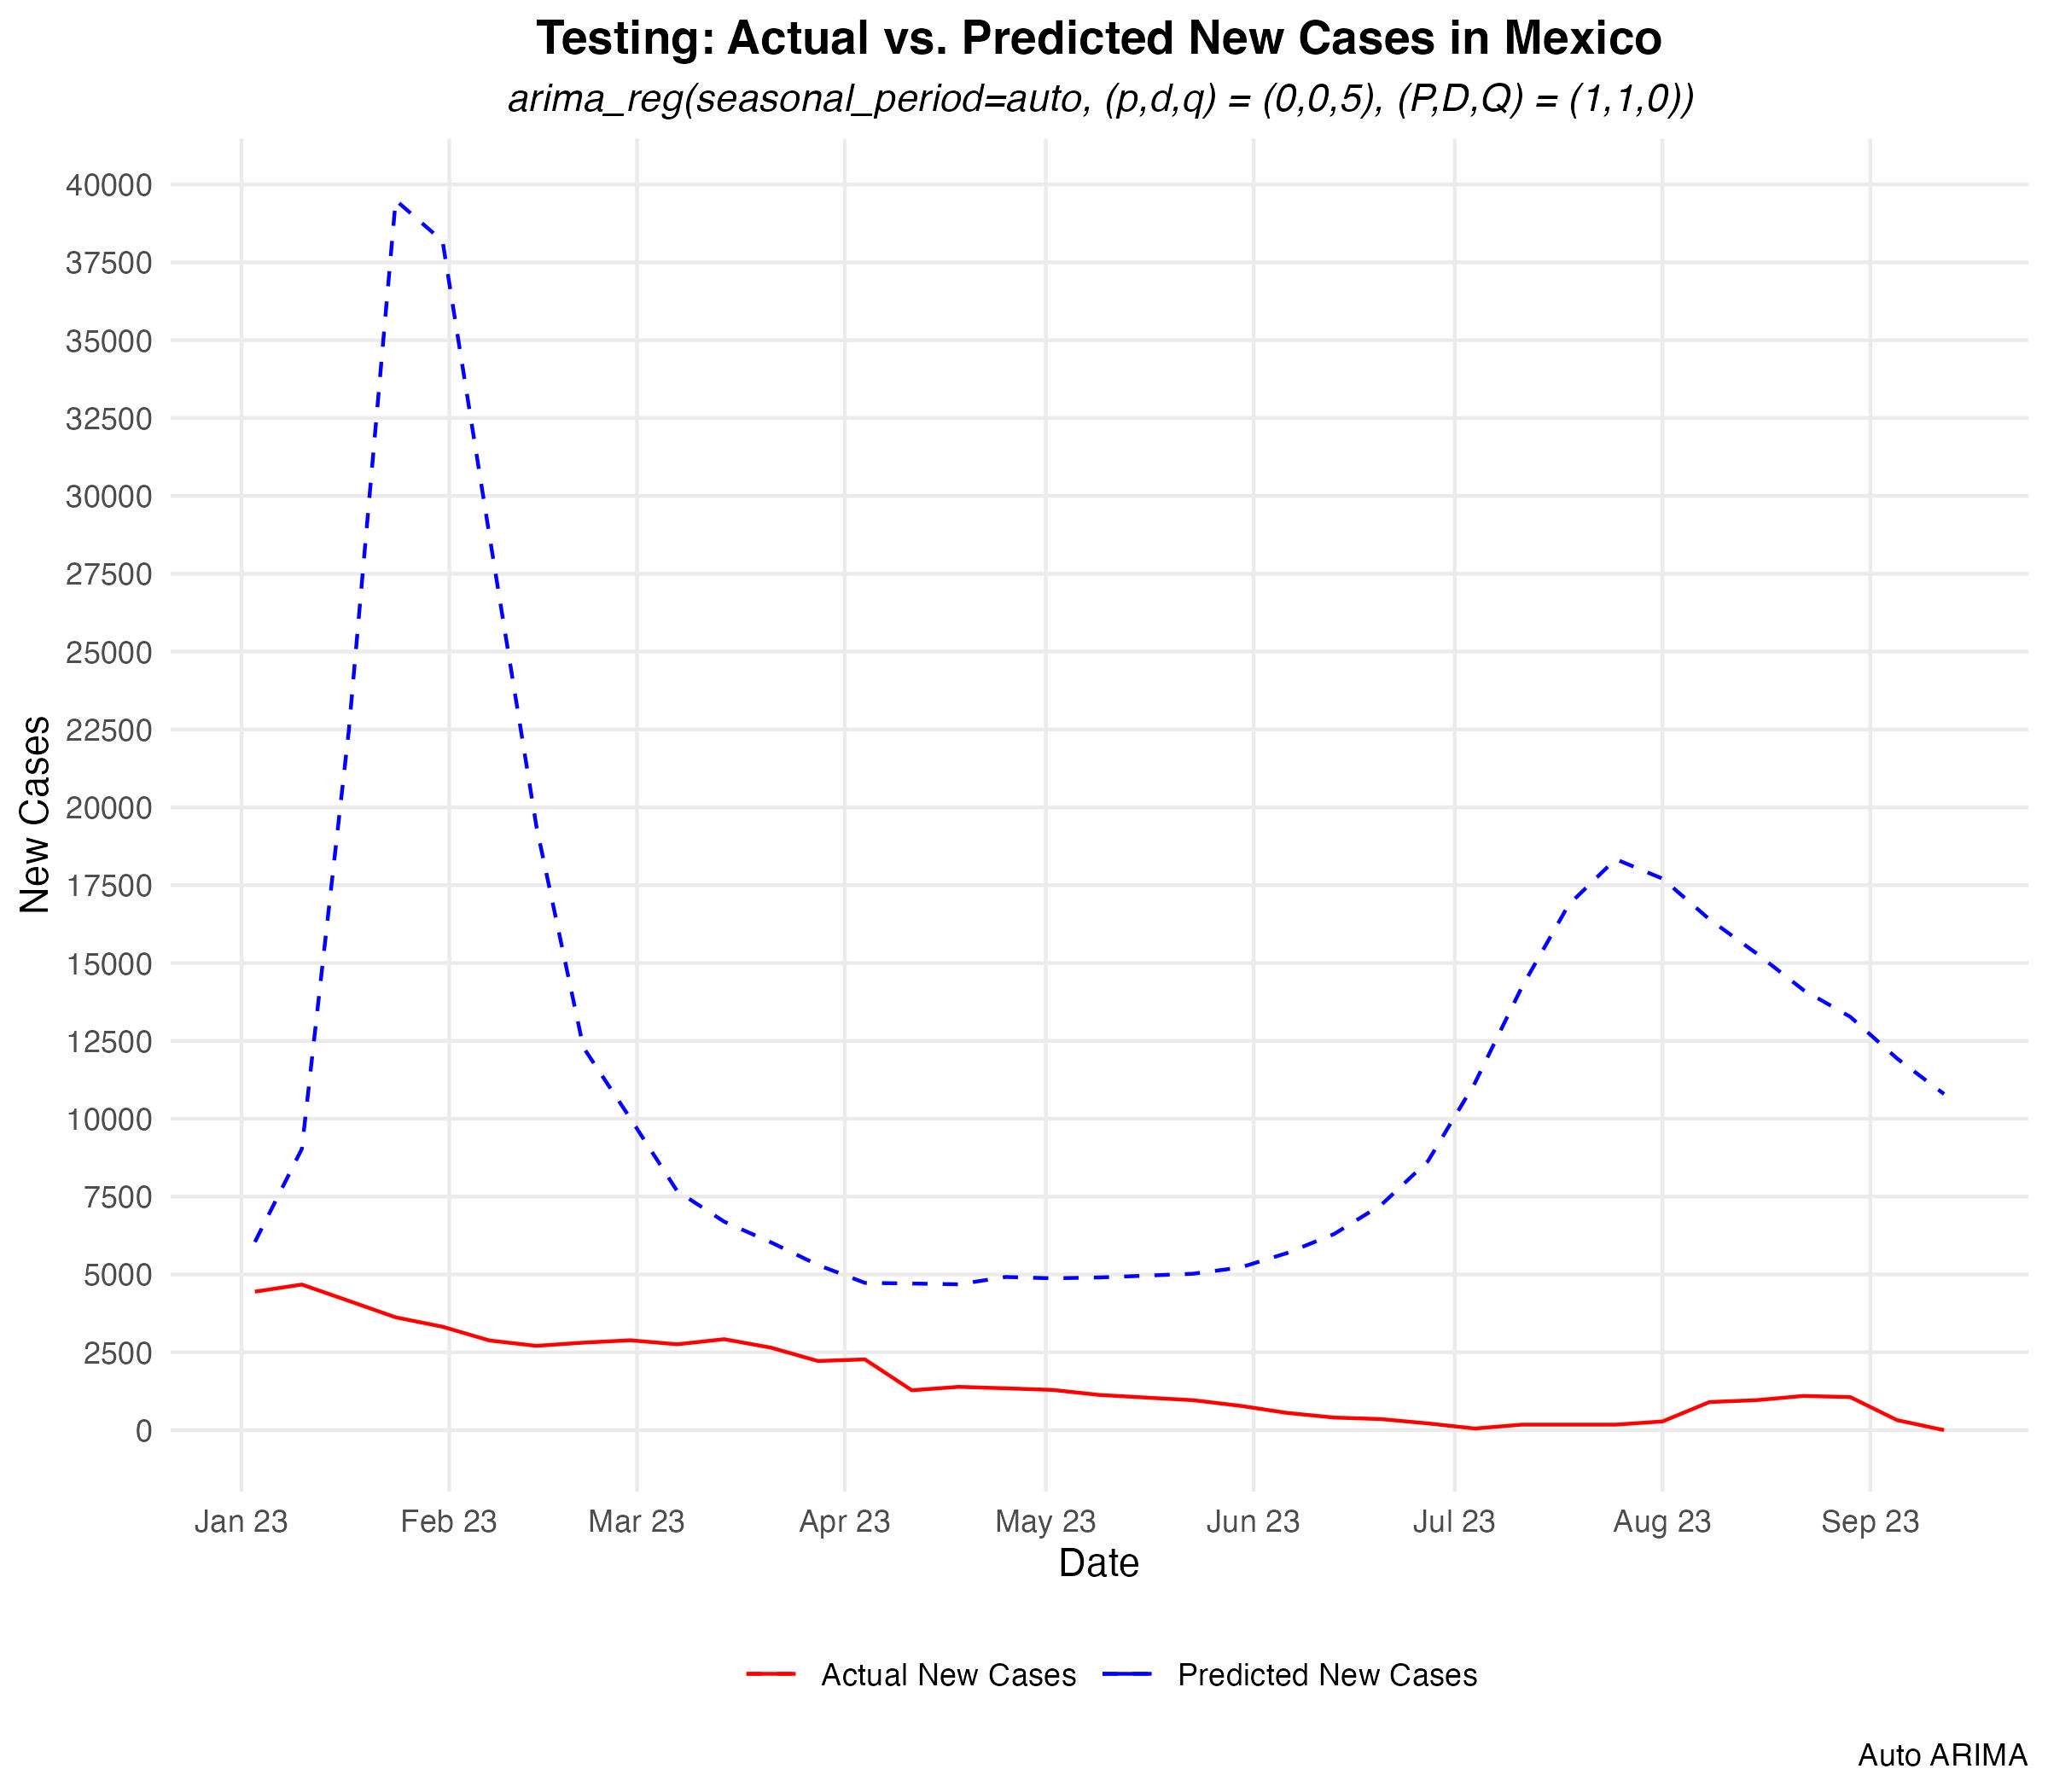 Testing: Actual vs. Predicted New Cases in Mexico
arima_reg(seasonal_period=auto, (p,d,q) = (0,0,5), (P,D,Q) = (1,1,0))
New Cases
40000
37500
35000
32500
30000
27500
25000
22500
20000
17500
15000
12500
10000
7500
5000
2500
0
Jan 23 Feb 23 Mar 23 Apr 23 May 23 Jun 23 Jul 23 Aug 23 Sep 23
Date
Actual New Cases Predicted New Cases
Auto ARIMA